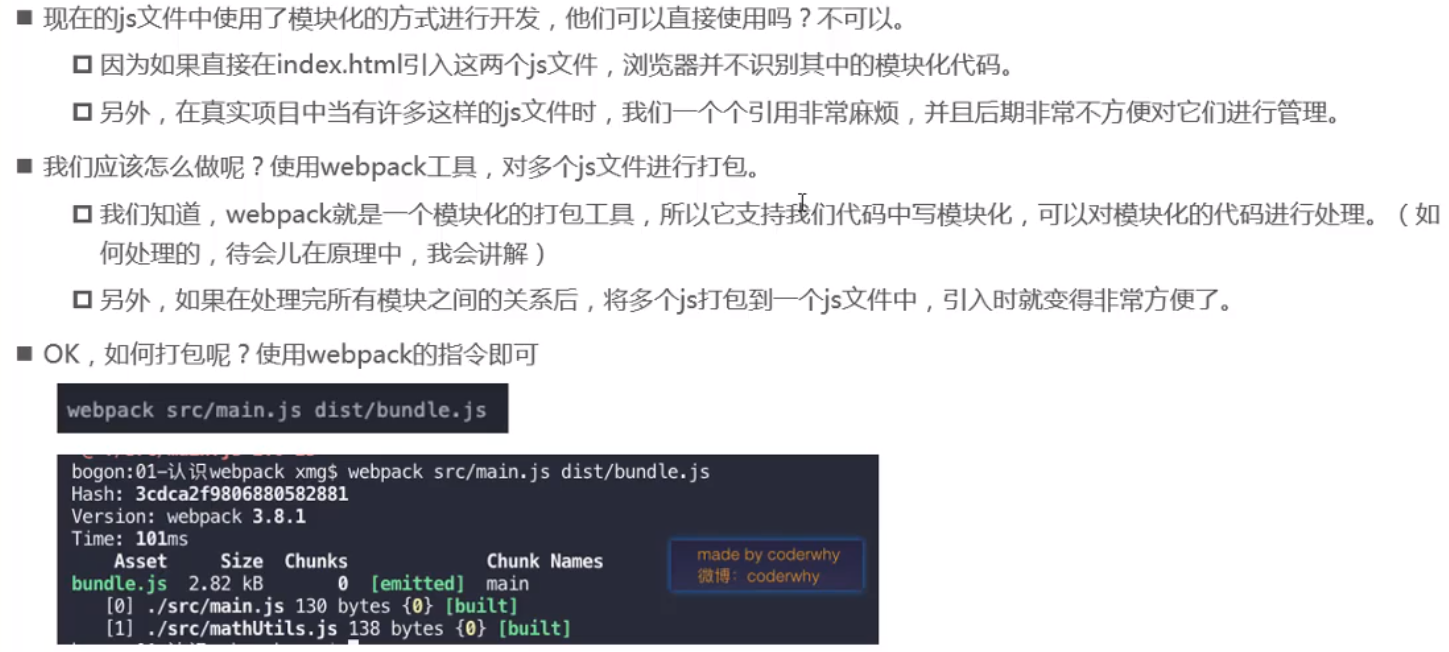 ■ 现在的js文件中使用了模块化的方式进行开发，他们可以直接使用吗？不可以。
因为如果直接在index.html引入这两个js文件，浏览器并不识别其中的模块化代码。
另外，在真实项目中当有许多这样的js文件时，我们一个个引用非常麻烦，并且后期非常不方便对它们进行管理。
■ 我们应该怎么做呢？使用webpack工具，对多个js文件进行打包。
我们知道，webpack就是一个模块化的打包工具，所以它支持我们代码中写模块化，可以对模块化的代码进行处理。（如
何处理的，待会儿在原理中，我会讲解）
另外，如果在处理完所有模块之间的关系后，将多个js打包到一个js文件中，引入时就变得非常方便了。
■ OK，如何打包呢？使用webpack的指令即可
webpack src/main.js dist/bundle.js
bogon:01-认识webpack xmg$ webpack src/main.js dist/bundle.js
Hash: 3cdca2f9806880582881
Version: webpack 3.8.1
Time: 101ms
Asset Size Chunks Chunk Names
bundle.js 2.82 kB 0 [emitted] main
[0] ./src/main.js 130 bytes {0} [built]
[1] ./src/mathUtils.js 138 bytes {0} [built]
made by coderwhy
微博：coderwhy